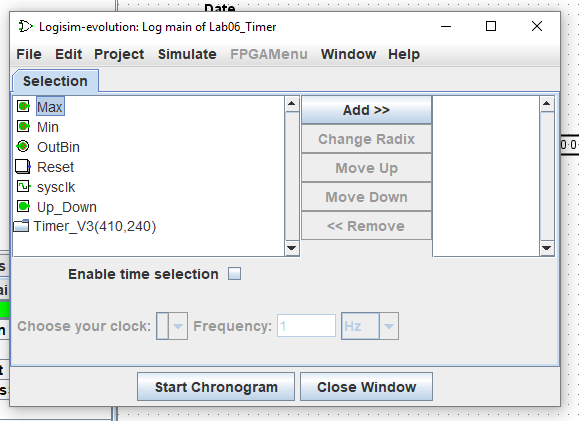 Date
Logisim-evolution: Log main of Lab06_Timer
File Edit Project Simulate FPGAMenu Window Help
Selection
Max
Min
OutBin
Reset
sysclk
Up_Down
Timer_V3(410,240)
Add >>
Change Radix
Move Up
Move Down
<< Remove
Enable time selection
Choose your clock:
Frequency: 1 Hz
Start Chronogram
Close Window